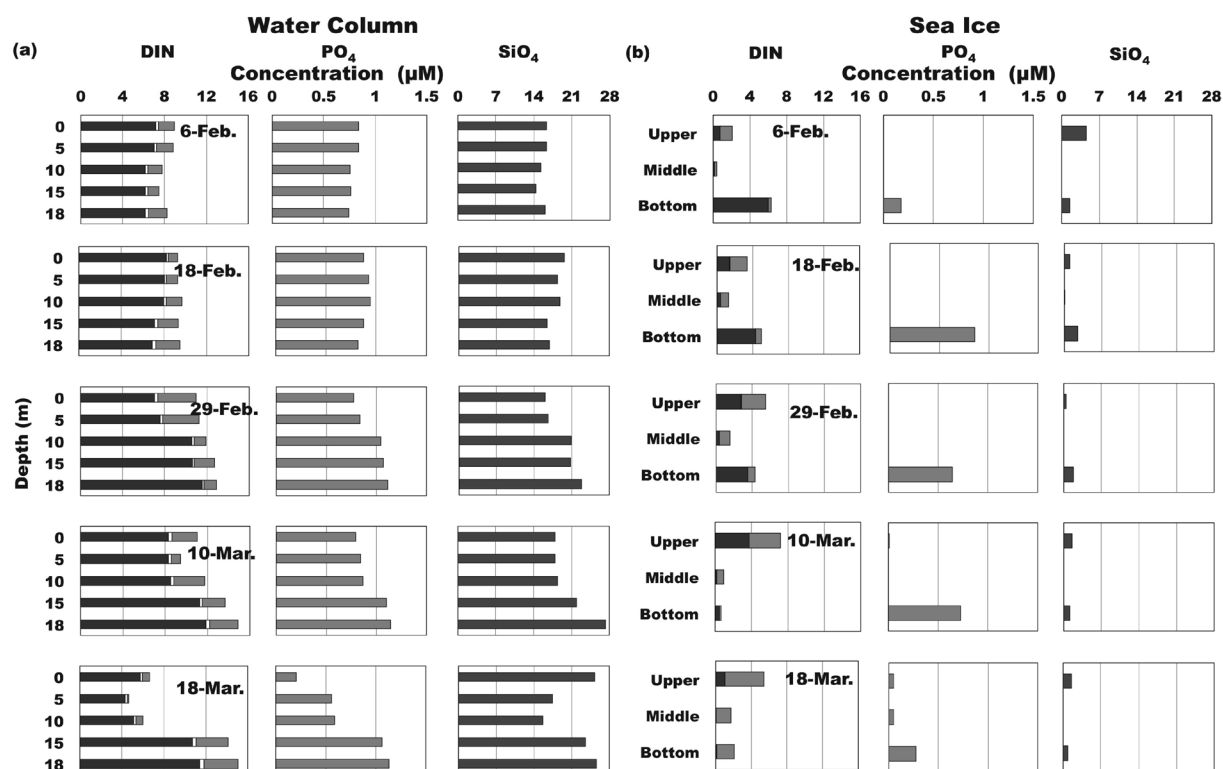 Water Column
Sea Ice
(a) DIN PO4 SiO4 (b) DIN PO4 SiO4
Concentration (µM) Concentration (µM)
0 4 8 12 16 0 0.5 1 1.5 0 7 14 21 28 0 4 8 12 16 0 0.5 1 1.5 0 7 14 21 28
Depth (m)
6-Feb.
0
5
10
15
18
18-Feb.
0
5
10
15
18
29-Feb.
0
5
10
15
18
10-Mar.
0
5
10
15
18
18-Mar.
0
5
10
15
18
6-Feb.
Upper
Middle
Bottom
18-Feb.
Upper
Middle
Bottom
29-Feb.
Upper
Middle
Bottom
10-Mar.
Upper
Middle
Bottom
18-Mar.
Upper
Middle
Bottom